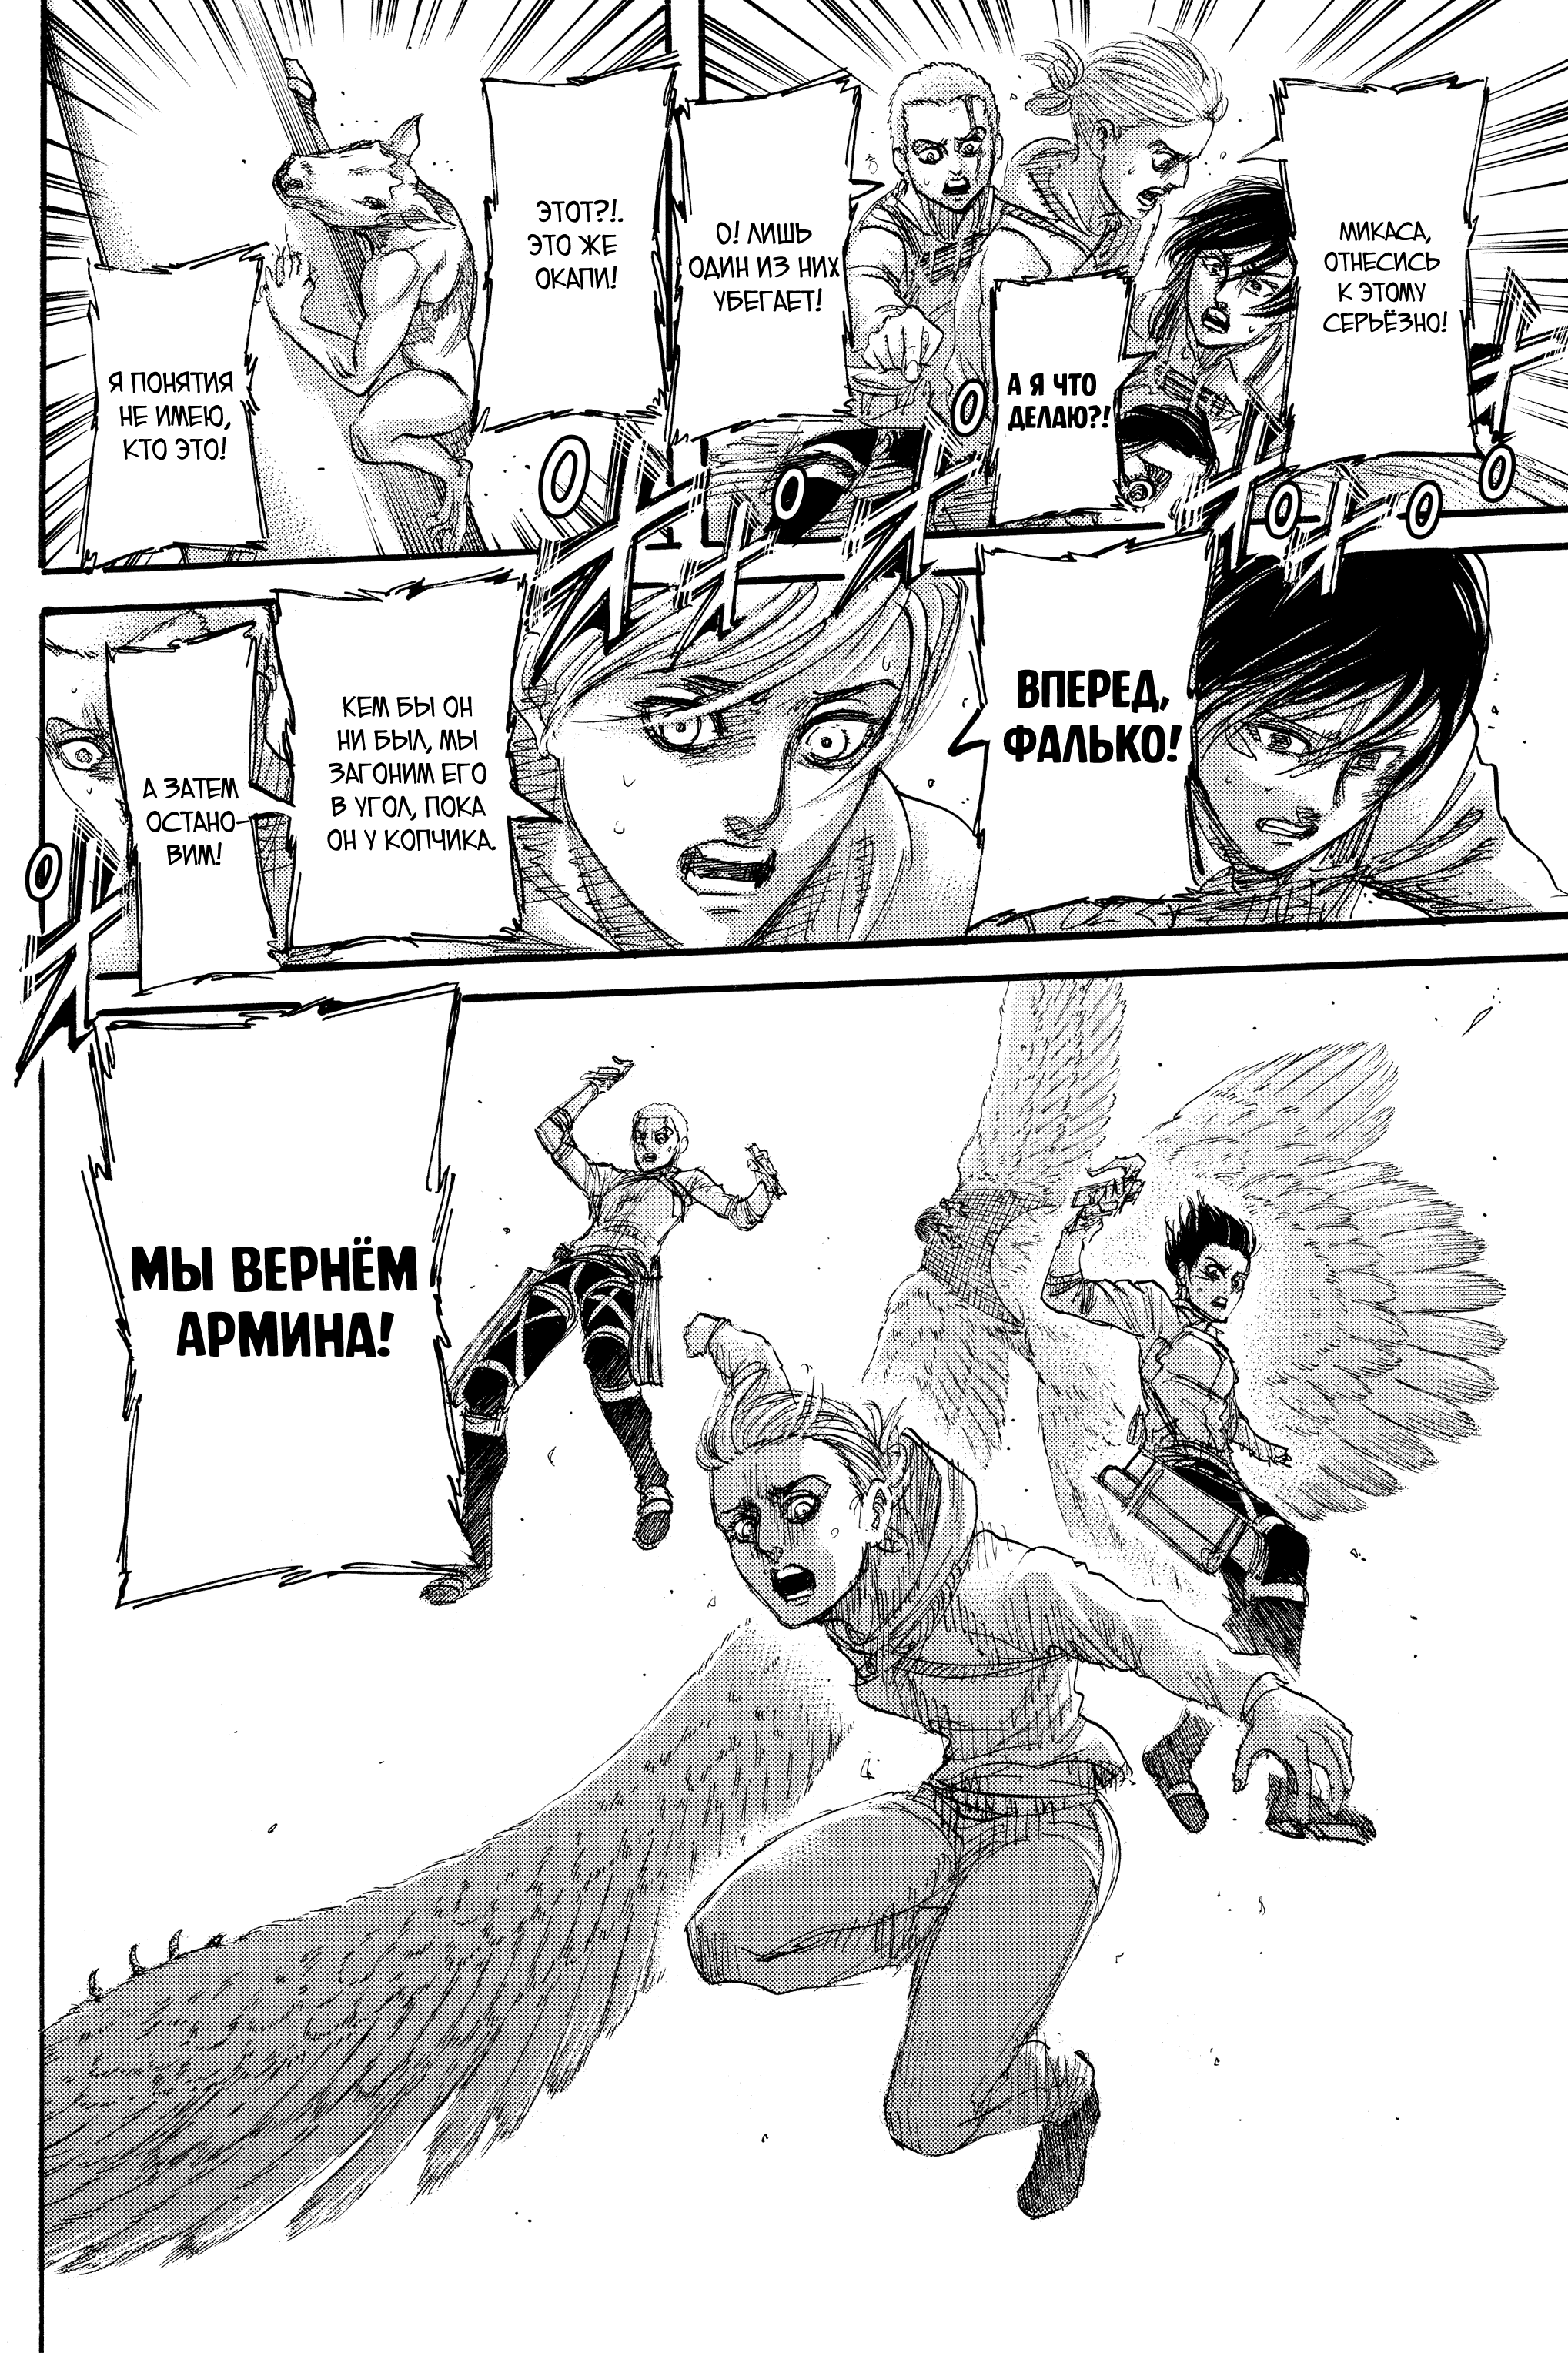 МИКАСА,
ОТНЕСИСЬ
К ЭТОМУ
СЕРЬЁЗНО!
А Я ЧТО
ДЕЛАЮ?!
О! ЛИШЬ
ОДИН ИЗ НИХ
УБЕГАЕТ!
ЭТОТ?!.
ЭТО ЖЕ
ОКАПИ!
Я ПОНЯТИЯ
НЕ ИМЕЮ,
КТО ЭТО!
ВПЕРЕД,
ФАЛЬКО!
КЕМ БЫ ОН
НИ БЫЛ, МЫ
ЗАГОНИМ ЕГО
В УГОЛ, ПОКА
ОН У КОПЧИКА.
А ЗАТЕМ
ОСТАНО-
ВИМ!
МЫ ВЕРНЁМ
АРМИНА!